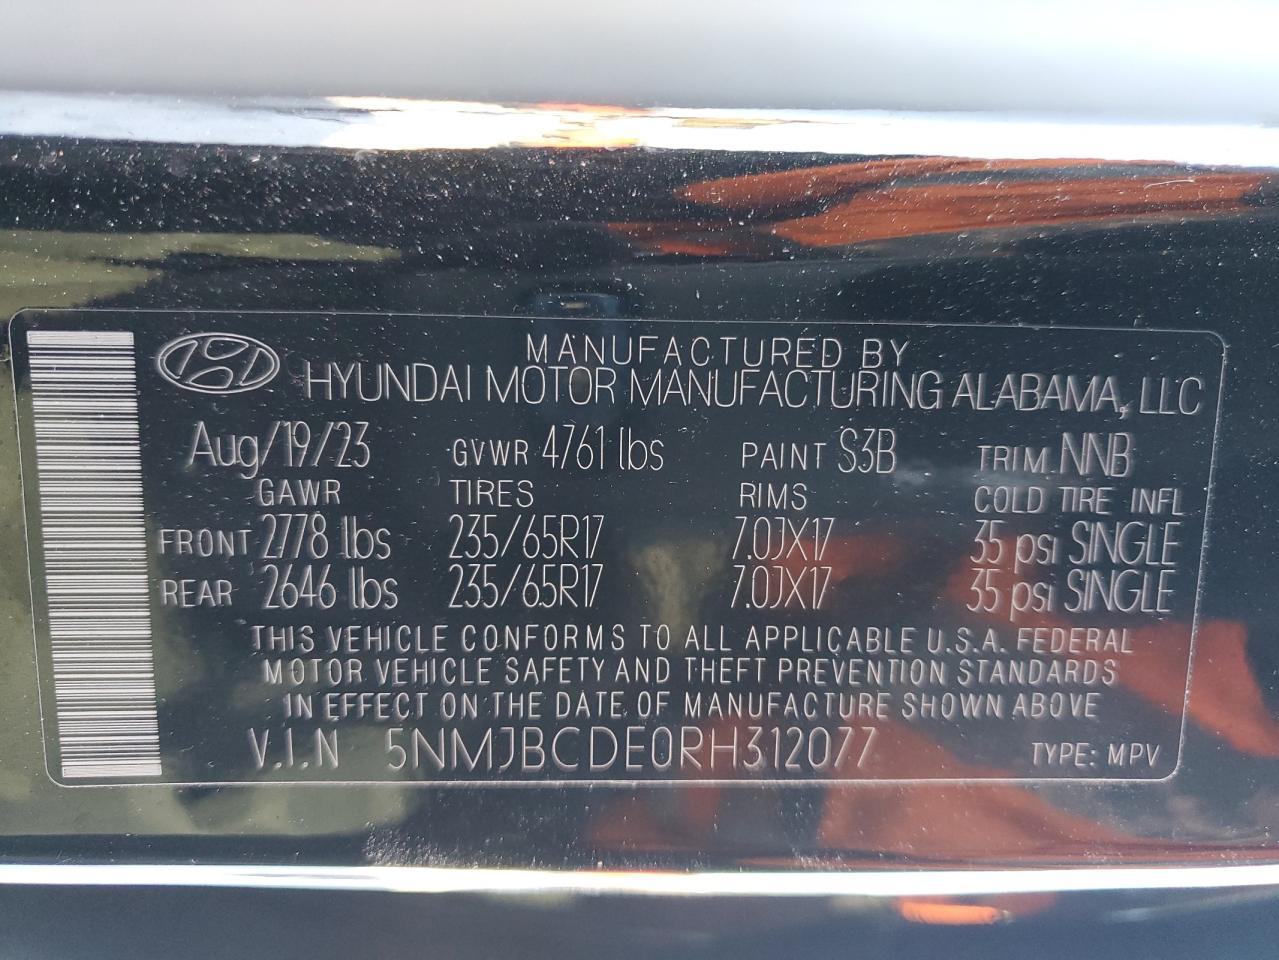 MANUFACTURED BY
HYUNDAI MOTOR MANUFACTURING ALABAMA, LLC
Aug/19/23 GVWR 4761 lbs PAINT S3B TRIM NNB
GAWR TIRES RIMS COLD TIRE INFL
FRONT 2778 lbs 235/65R17 7.0JX17 35 psi SINGLE
REAR 2646 lbs 235/65R17 7.0JX17 35 psi SINGLE
THIS VEHICLE CONFORMS TO ALL APPLICABLE U.S.A. FEDERAL
MOTOR VEHICLE SAFETY AND THEFT PREVENTION STANDARDS
IN EFFECT ON THE DATE OF MANUFACTURE SHOWN ABOVE
V.I.N 5NMJBCDE0RH312077 TYPE: MPV